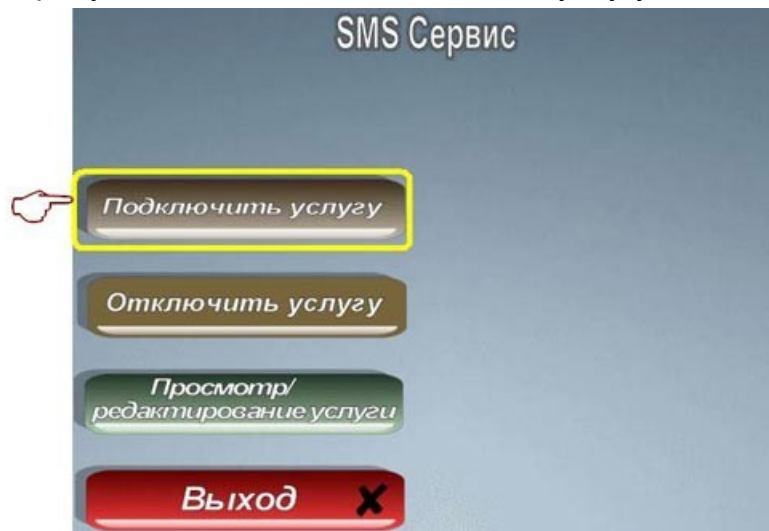 SMS Сервис
Подключить услугу
Отключить услугу
Просмотр/
редактирование услуги
Выход